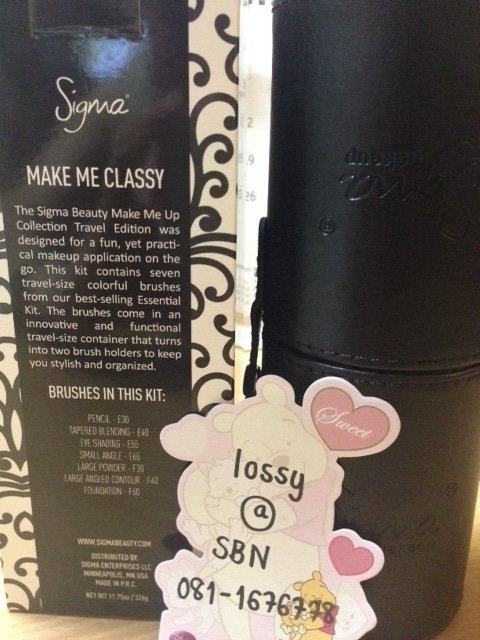 Sigma®
MAKE ME CLASSY
The Sigma Beauty Make Me Up
Collection Travel Edition was
designed for a fun, yet practi-
cal makeup application on the
go. This kit contains seven
travel-size colorful brushes
from our best-selling Essential
Kit. The brushes come in an
innovative and functional
travel-size container that turns
into two brush holders to keep
you stylish and organized.
BRUSHES IN THIS KIT:
PENCIL - E30
TAPERED BLENDING - E40
EYE SHADING - E55
SMALL ANGLE - E65
LARGE POWDER - F30
LARGE ANGLED CONTOUR - F40
FOUNDATION - F60
WWW.SIGMABEAUTY.COM
DISTRIBUTED BY:
SIGMA ENTERPRISES LLC
MINNEAPOLIS, MN USA
MADE IN P.R.C.
NET WT 11.75oz/326g
Sweet
lossy
@
SBN
081-1676778